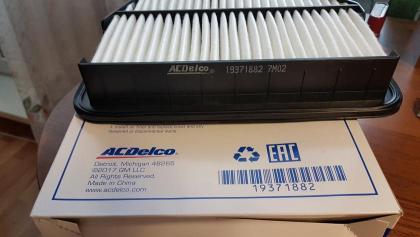 ACDelco 19371882 7M02
ACDelco
Detroit, Michigan 48265
©2017 GM LLC
All Rights Reserved.
Made in China
www.acdelco.com
EAC
19371882